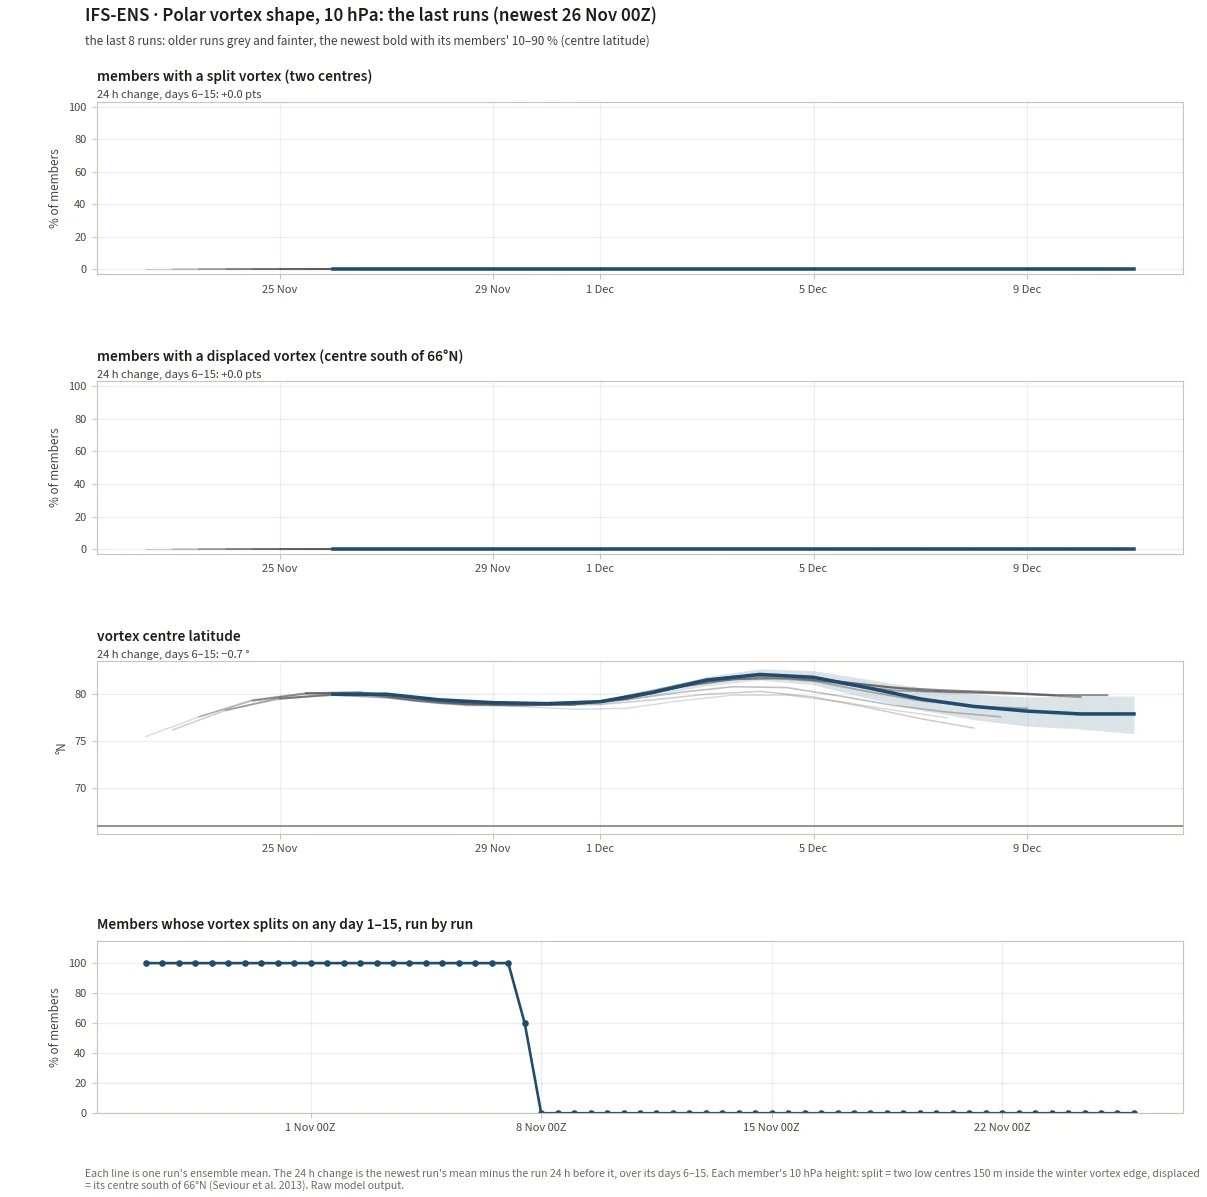 IFS-ENS · Polar vortex shape, 10 hPa: the last runs (newest 26 Nov 00Z)
the last 8 runs: older runs grey and fainter, the newest bold with its members' 10–90 % (centre latitude)
members with a split vortex (two centres)
24 h change, days 6–15: +0.0 pts
100
80
60
40
20
0
% of members
25 Nov
29 Nov
1 Dec
5 Dec
9 Dec
members with a displaced vortex (centre south of 66°N)
24 h change, days 6–15: +0.0 pts
100
80
60
40
20
0
% of members
25 Nov
29 Nov
1 Dec
5 Dec
9 Dec
vortex centre latitude
24 h change, days 6–15: −0.7 °
80
75
70
°N
25 Nov
29 Nov
1 Dec
5 Dec
9 Dec
Members whose vortex splits on any day 1–15, run by run
100
80
60
40
20
0
% of members
1 Nov 00Z
8 Nov 00Z
15 Nov 00Z
22 Nov 00Z
Each line is one run's ensemble mean. The 24 h change is the newest run's mean minus the run 24 h before it, over its days 6–15. Each member's 10 hPa height: split = two low centres 150 m inside the winter vortex edge, displaced
= its centre south of 66°N (Seviour et al. 2013). Raw model output.